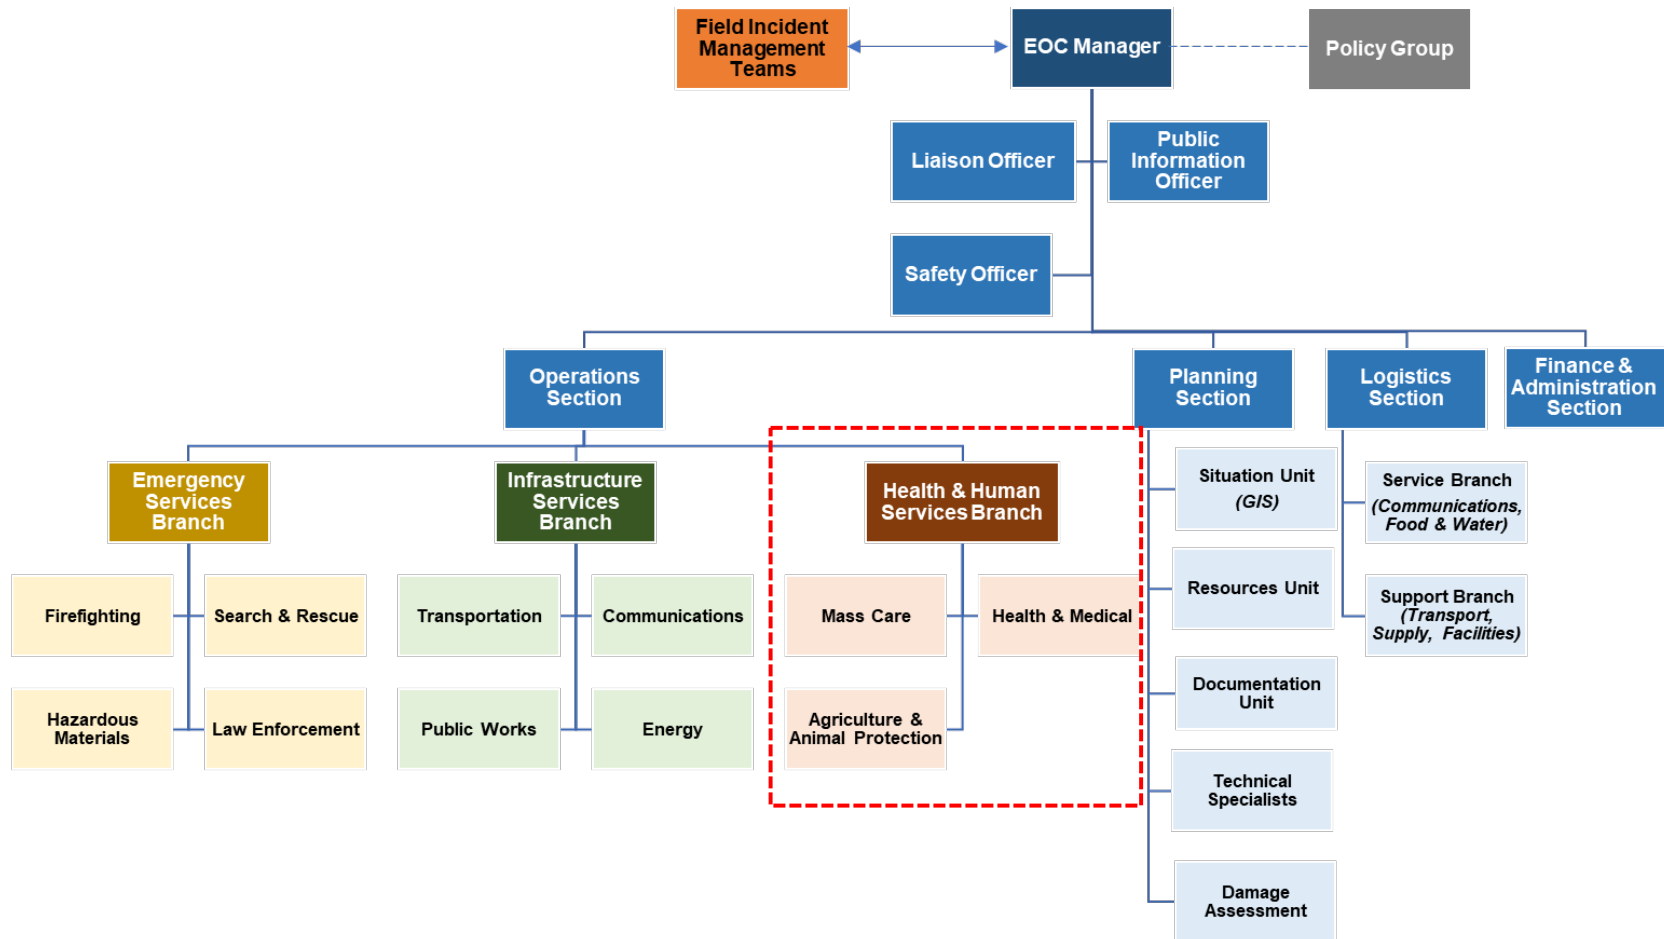 Field Incident
Management
Teams
EOC Manager
Policy Group
Liaison Officer
Public
Information
Officer
Safety Officer
Operations
Section
Planning
Section
Logistics
Section
Finance &
Administration
Section
Emergency
Services
Branch
Infrastructure
Services
Branch
Health & Human
Services Branch
Firefighting
Search & Rescue
Hazardous
Materials
Law Enforcement
Transportation
Communications
Public Works
Energy
Mass Care
Health & Medical
Agriculture &
Animal Protection
Situation Unit
(GIS)
Resources Unit
Documentation
Unit
Technical
Specialists
Damage
Assessment
Service Branch
(Communications,
Food & Water)
Support Branch
(Transport,
Supply, Facilities)